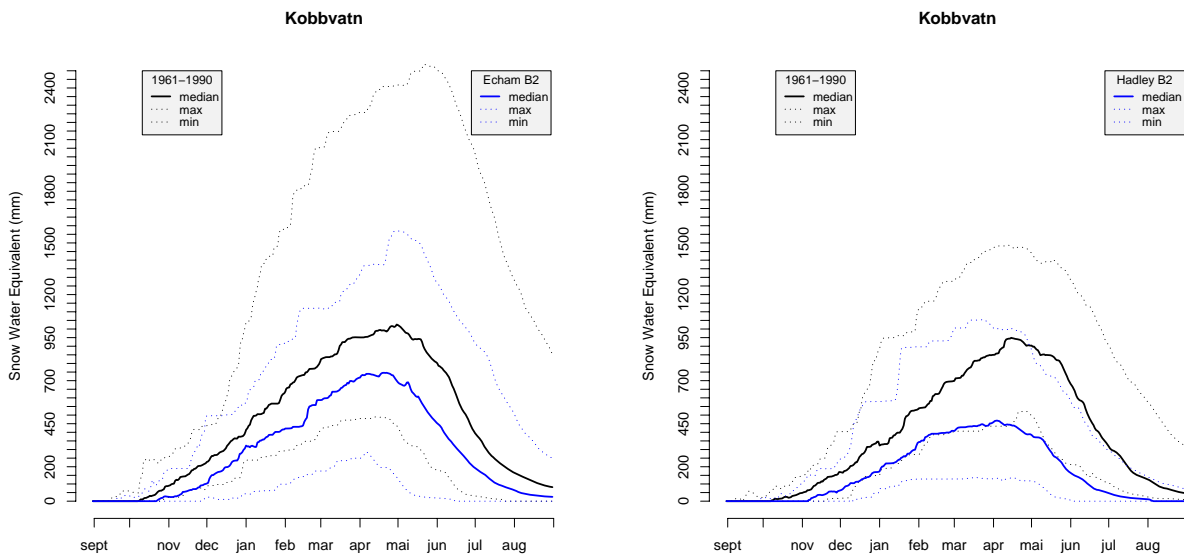 Kobbvatn
Snow Water Equivalent (mm)
0 200 450 700 950 1200 1500 1800 2100 2400
1961−1990
median
max
min
Echam B2
median
max
min
sept nov dec jan feb mar apr mai jun jul aug
Kobbvatn
Snow Water Equivalent (mm)
0 200 450 700 950 1200 1500 1800 2100 2400
1961−1990
median
max
min
Hadley B2
median
max
min
sept nov dec jan feb mar apr mai jun jul aug